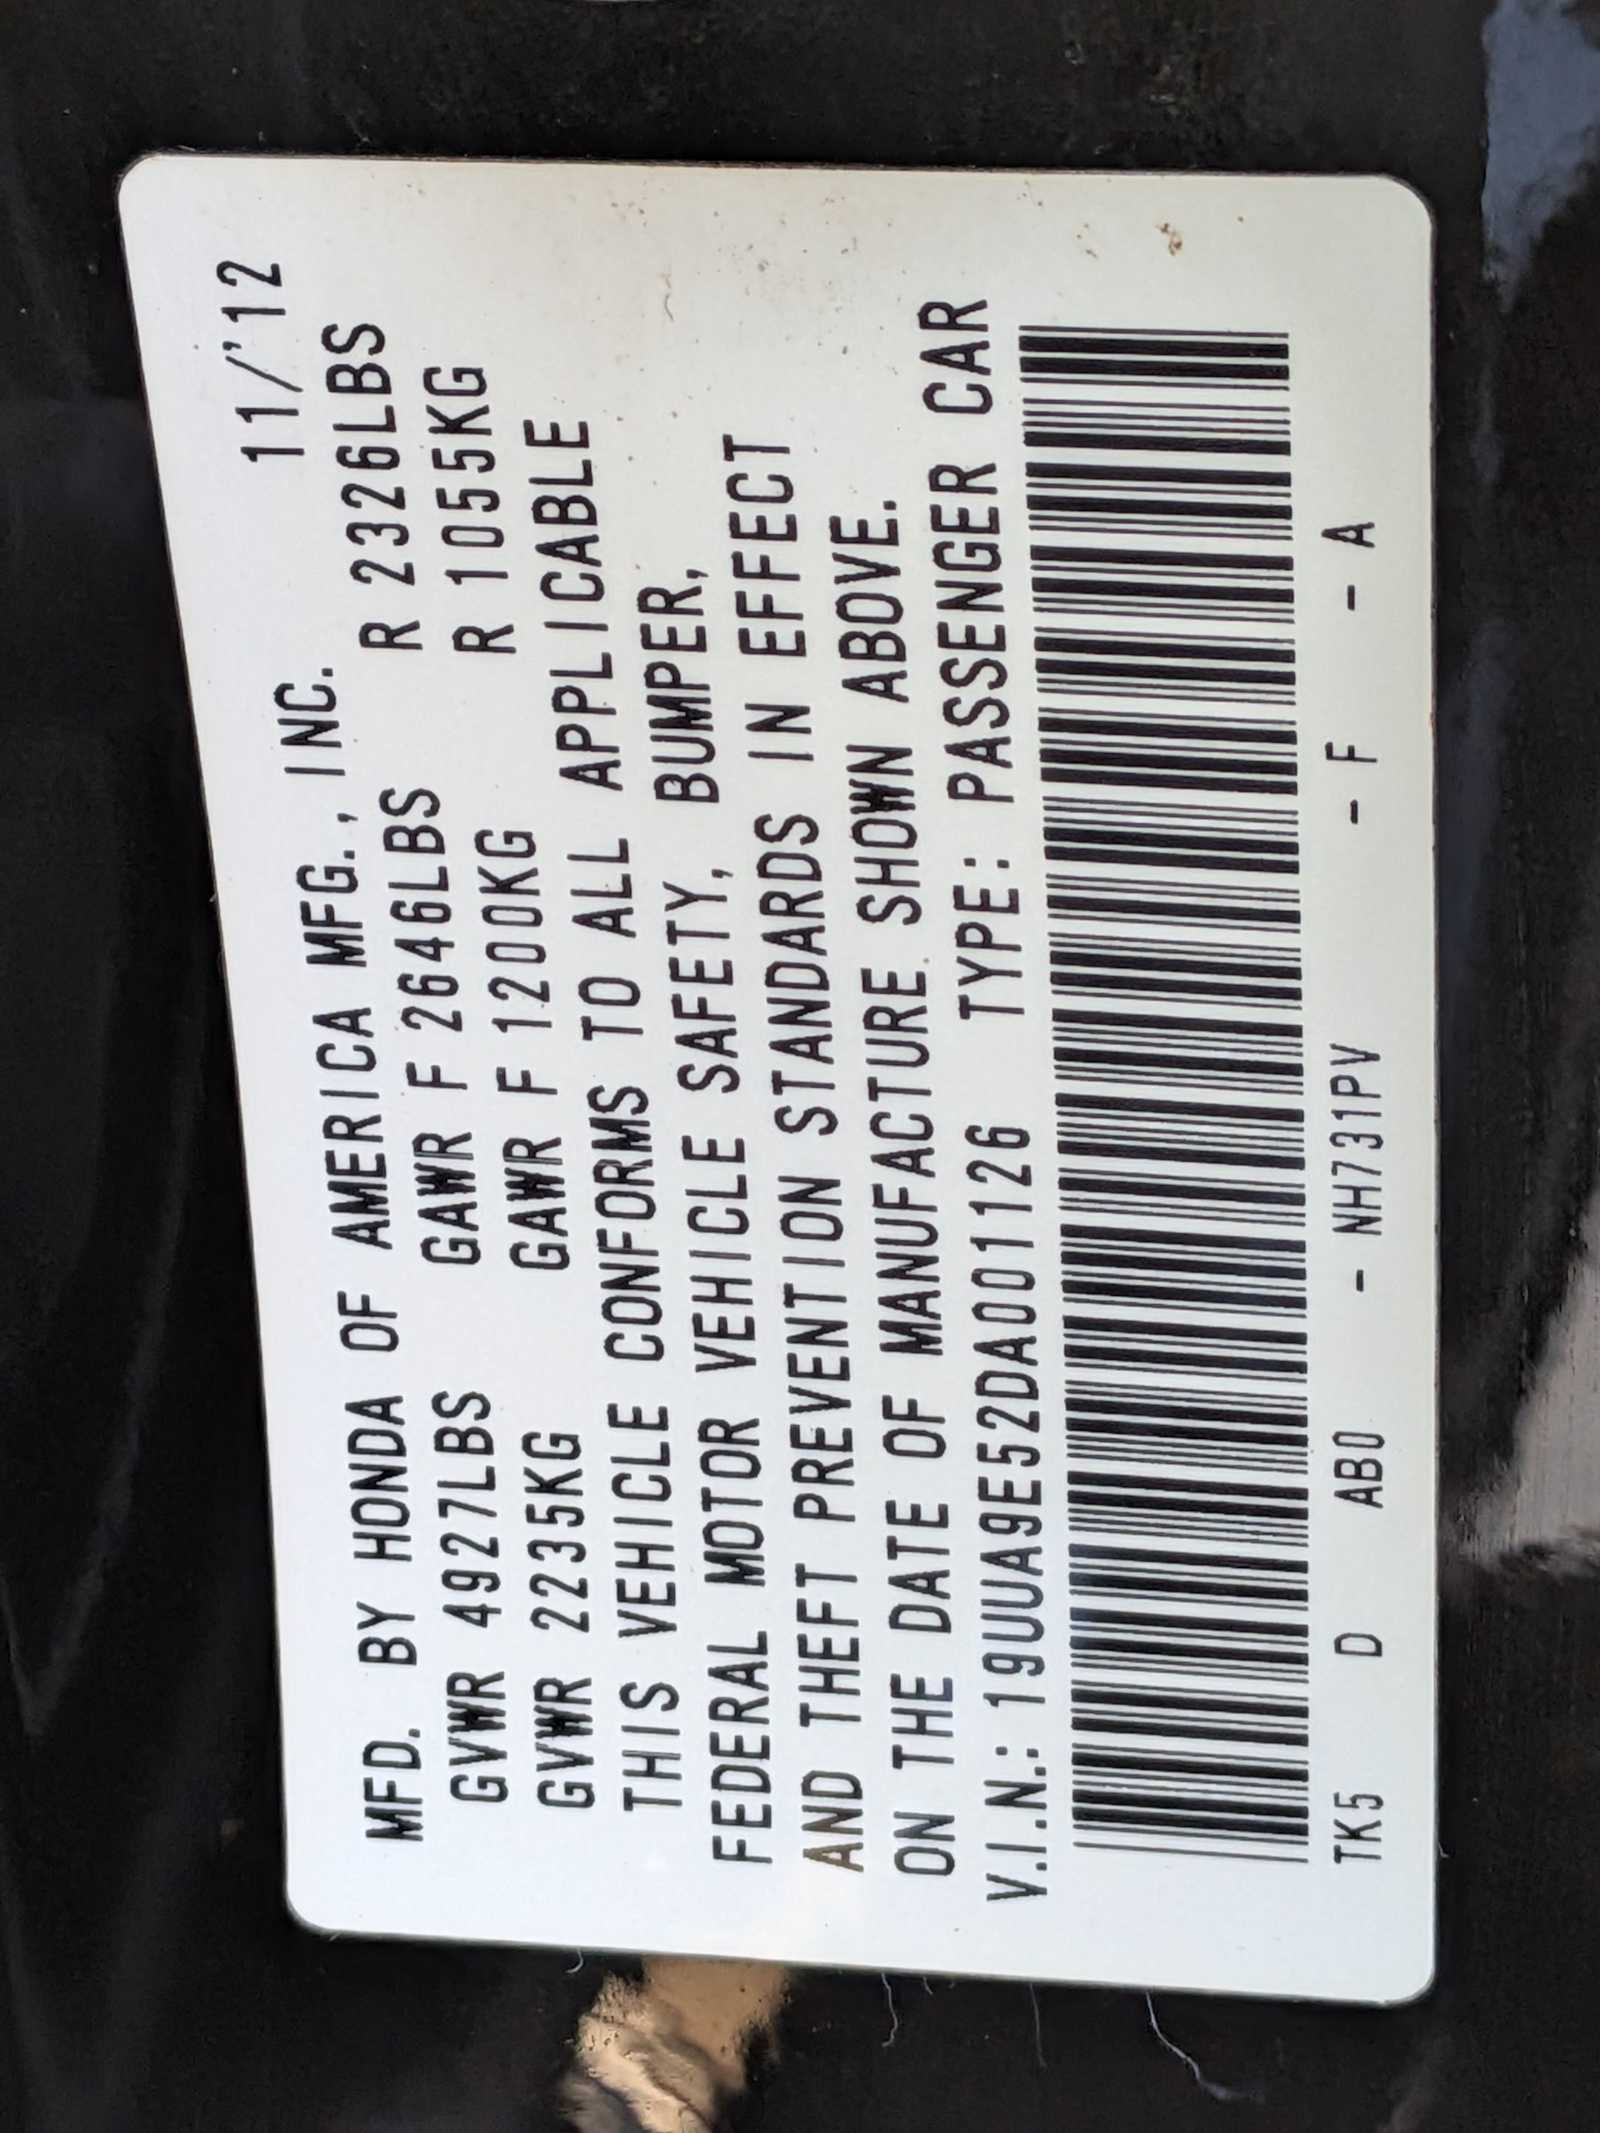 MFD. BY HONDA OF AMERICA MFG., INC. 11/'12
GVWR 4927LBS GAWR F 2646LBS R 2326LBS
GVWR 2235KG GAWR F 1200KG R 1055KG
THIS VEHICLE CONFORMS TO ALL APPLICABLE
FEDERAL MOTOR VEHICLE SAFETY, BUMPER,
AND THEFT PREVENTION STANDARDS IN EFFECT
ON THE DATE OF MANUFACTURE SHOWN ABOVE.
V.I.N.: 19UUA9E52DA001126 TYPE: PASSENGER CAR
TK5 D AB0 - NH731PV - F - A